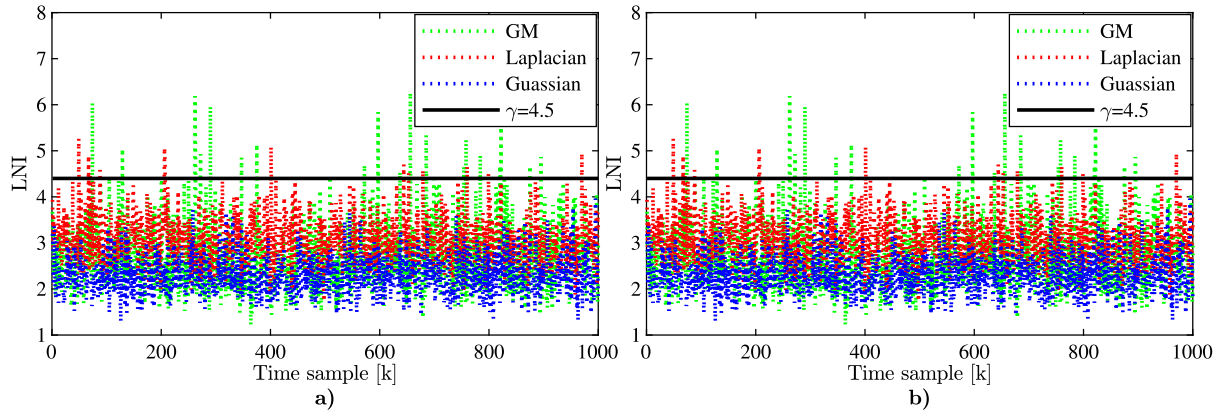 8
7
6
5
4
3
2
1
LNI
GM
Laplacian
Guassian
γ=4.5
0
200
400
600
800
1000
Time sample [k]
a)
8
7
6
5
4
3
2
1
LNI
GM
Laplacian
Guassian
γ=4.5
0
200
400
600
800
1000
Time sample [k]
b)